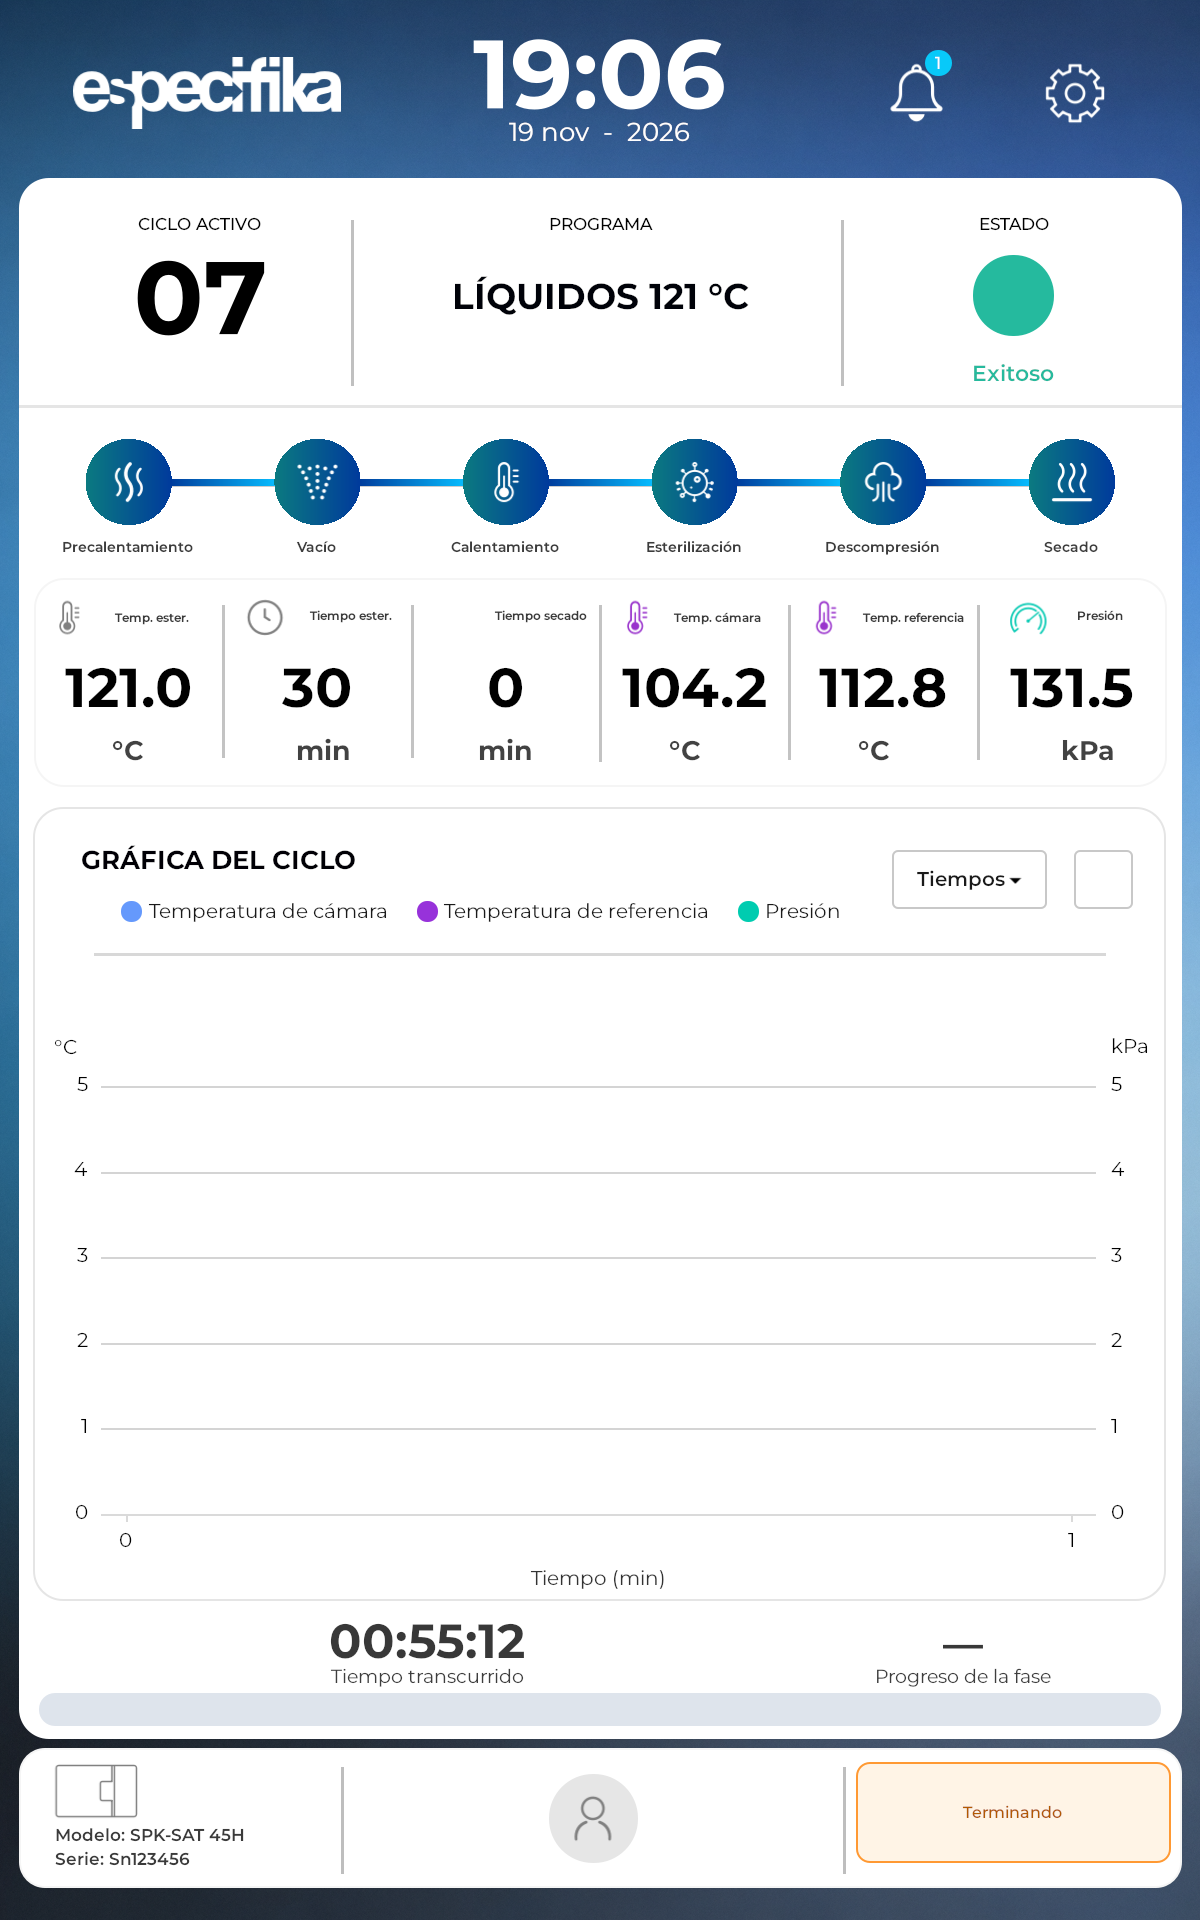 especifika
19:06
1
19 nov - 2026
CICLO ACTIVO
PROGRAMA
ESTADO
07
LÍQUIDOS 121 °C
Exitoso
Precalentamiento
Vacío
Calentamiento
Esterilización
Descompresión
Secado
Temp. ester.
Tiempo ester.
Tiempo secado
Temp. cámara
Temp. referencia
Presión
121.0
30
0
104.2
112.8
131.5
°C
min
min
°C
°C
kPa
GRÁFICA DEL CICLO
Tiempos
Temperatura de cámara
Temperatura de referencia
Presión
°C
kPa
5
5
4
4
3
3
2
2
1
1
0
0
0
1
Tiempo (min)
00:55:12
—
Tiempo transcurrido
Progreso de la fase
Modelo: SPK-SAT 45H
Serie: Sn123456
Terminando